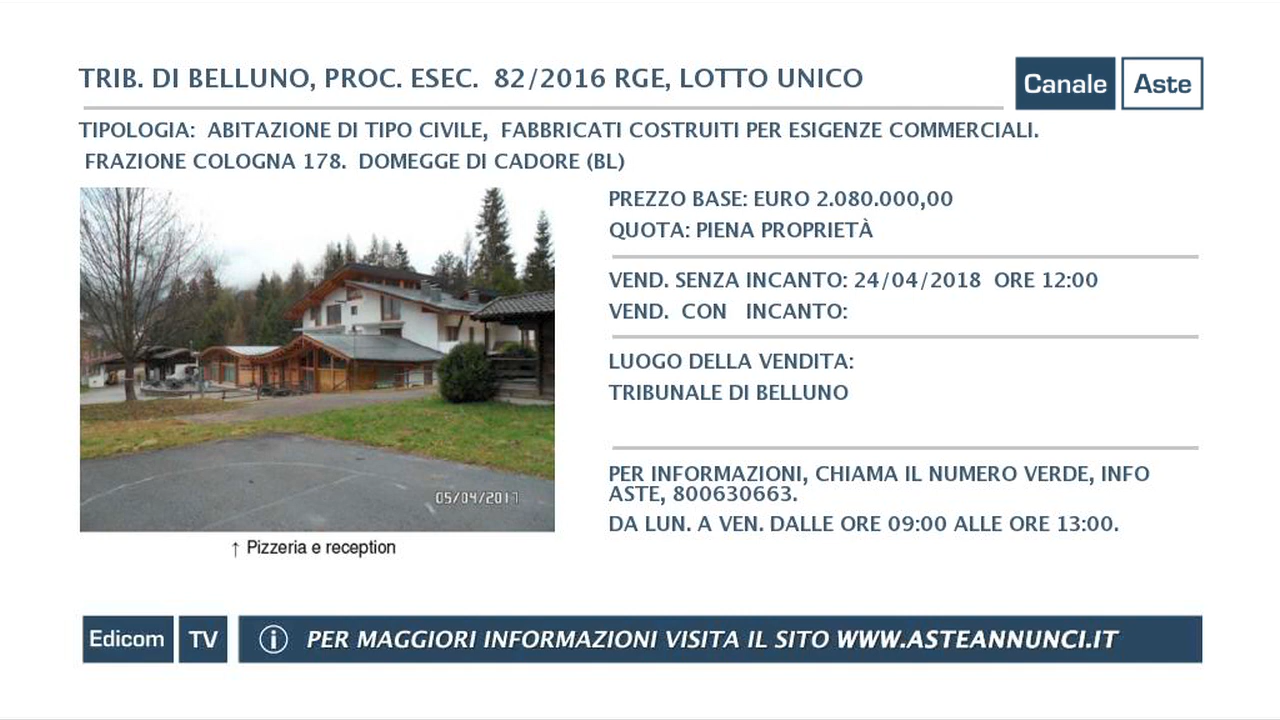 TRIB. DI BELLUNO, PROC. ESEC.  82/2016 RGE, LOTTO UNICO
Canale Aste
TIPOLOGIA:  ABITAZIONE DI TIPO CIVILE,  FABBRICATI COSTRUITI PER ESIGENZE COMMERCIALI.
FRAZIONE COLOGNA 178.  DOMEGGE DI CADORE (BL)
PREZZO BASE: EURO 2.080.000,00
QUOTA: PIENA PROPRIETÀ
VEND. SENZA INCANTO: 24/04/2018  ORE 12:00
VEND.  CON   INCANTO:
LUOGO DELLA VENDITA:
TRIBUNALE DI BELLUNO
PER INFORMAZIONI, CHIAMA IL NUMERO VERDE, INFO
ASTE, 800630663.
DA LUN. A VEN. DALLE ORE 09:00 ALLE ORE 13:00.
05/04/2017
↑ Pizzeria e reception
Edicom TV
PER MAGGIORI INFORMAZIONI VISITA IL SITO WWW.ASTEANNUNCI.IT